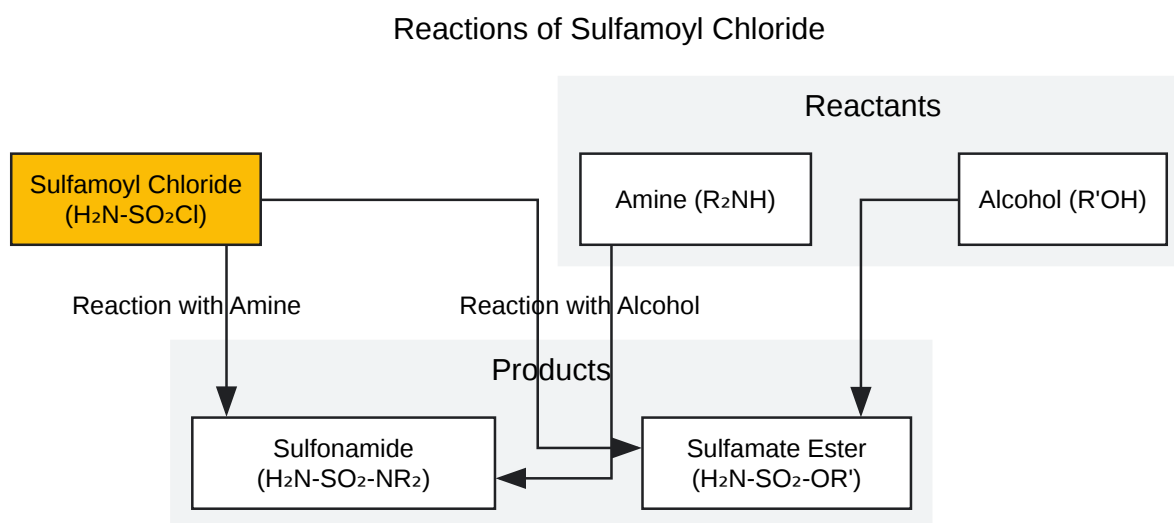 Reactions of Sulfamoyl Chloride
Reactants
Sulfamoyl Chloride
(H₂N-SO₂Cl)
Amine (R₂NH)
Alcohol (R'OH)
Reaction with Amine
Reaction with Alcohol
Products
Sulfonamide
(H₂N-SO₂-NR₂)
Sulfamate Ester
(H₂N-SO₂-OR')